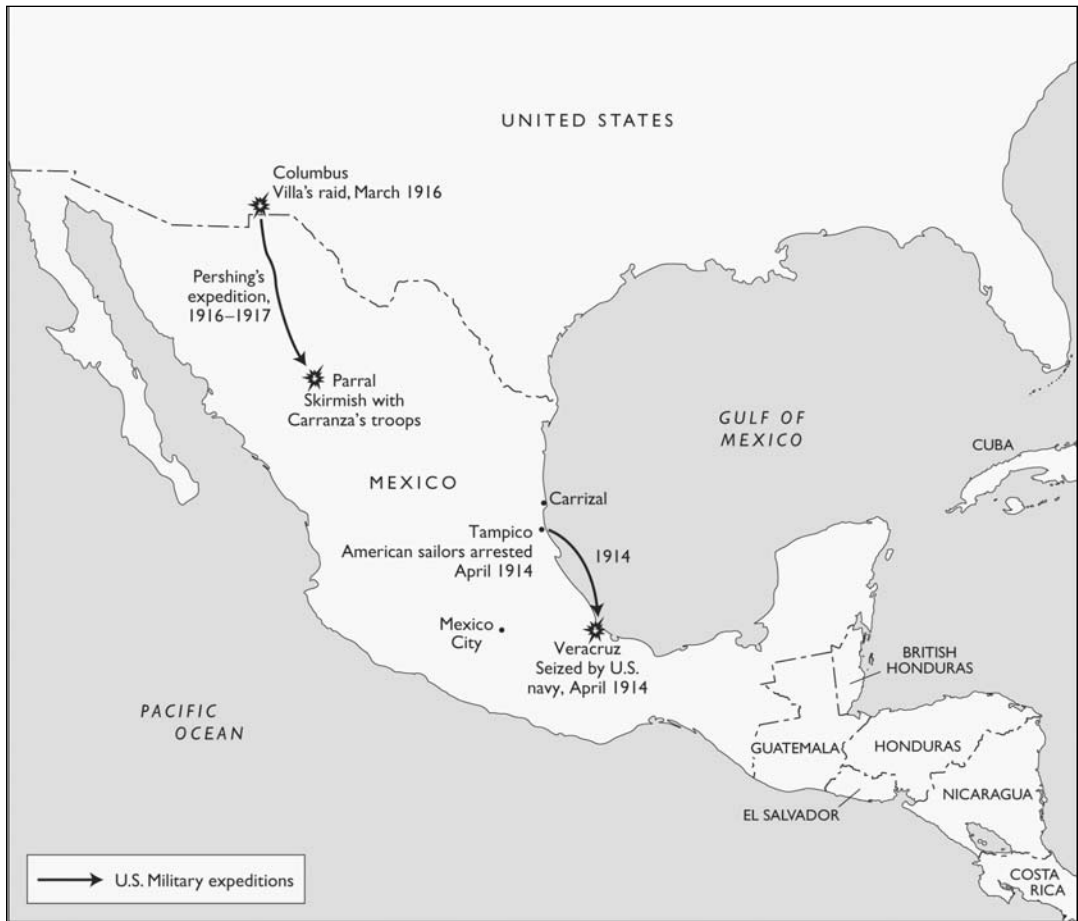 UNITED STATES
Columbus
Villa's raid, March 1916
Pershing's
expedition,
1916–1917
Parral
Skirmish with
Carranza's troops
GULF OF
MEXICO
CUBA
MEXICO
Carrizal
Tampico
American sailors arrested
April 1914
1914
Mexico
City
Veracruz
Seized by U.S.
navy, April 1914
BRITISH
HONDURAS
PACIFIC
OCEAN
GUATEMALA
HONDURAS
NICARAGUA
EL SALVADOR
COSTA
RICA
U.S. Military expeditions